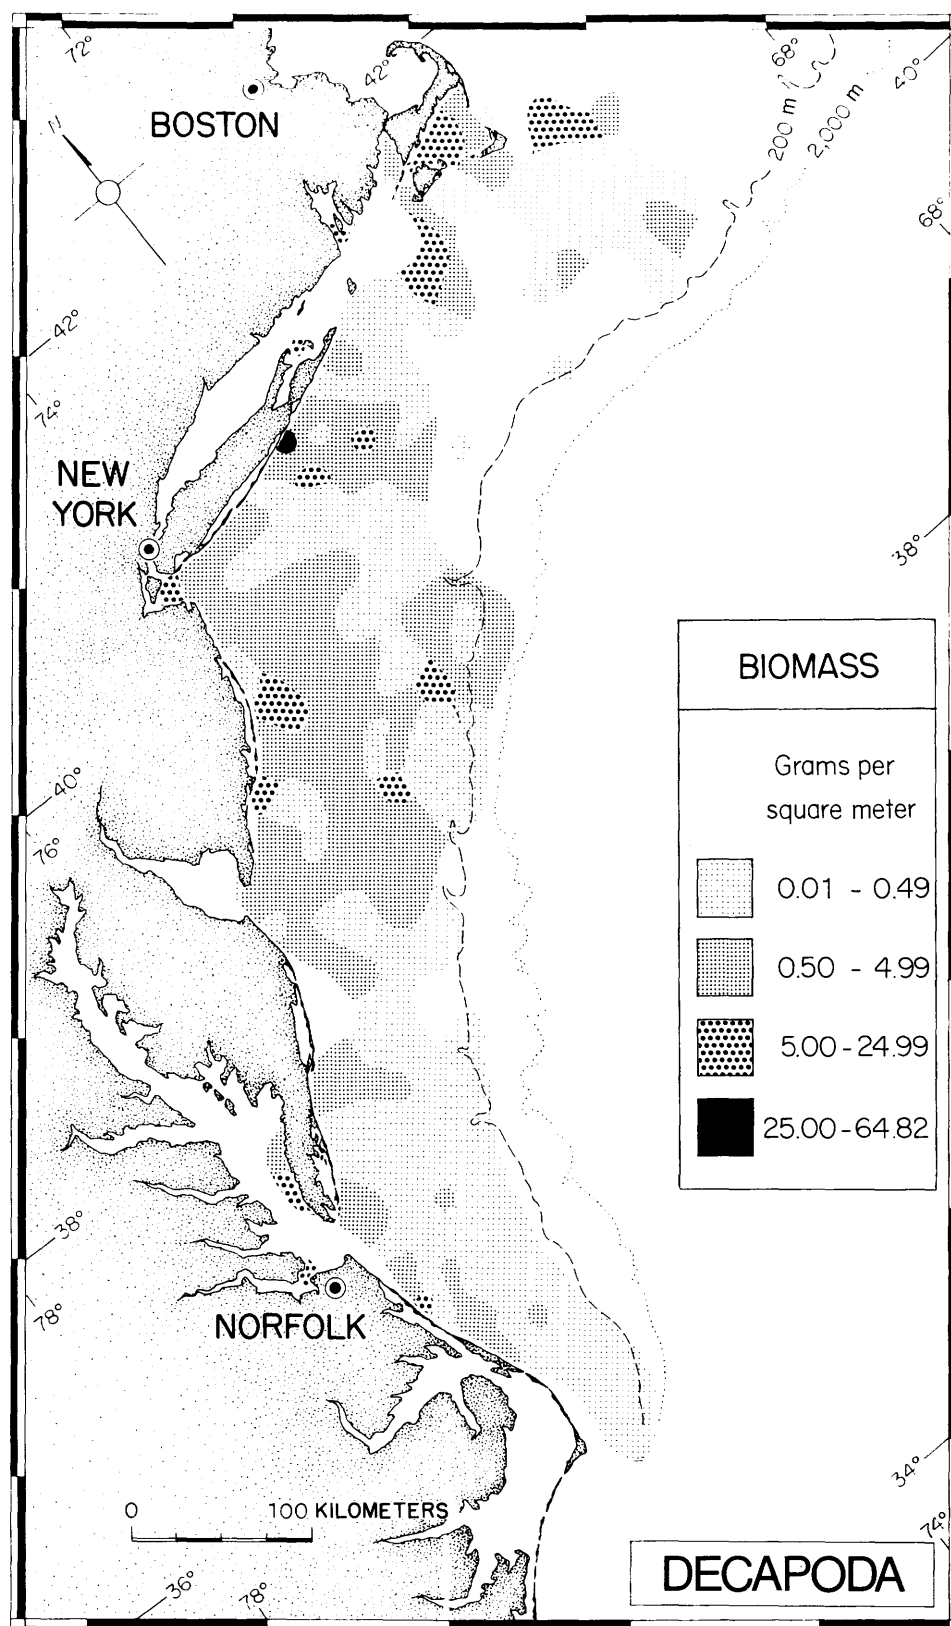 72°
42°
68°
200 m
2,000 m
40°
BOSTON
N
68°
42°
74°
NEW
YORK
38°
BIOMASS
Grams per
square meter
0.01 - 0.49
0.50 - 4.99
5.00 - 24.99
25.00 - 64.82
40°
76°
38°
78°
NORFOLK
34°
74°
0 100 KILOMETERS
36°
78°
DECAPODA